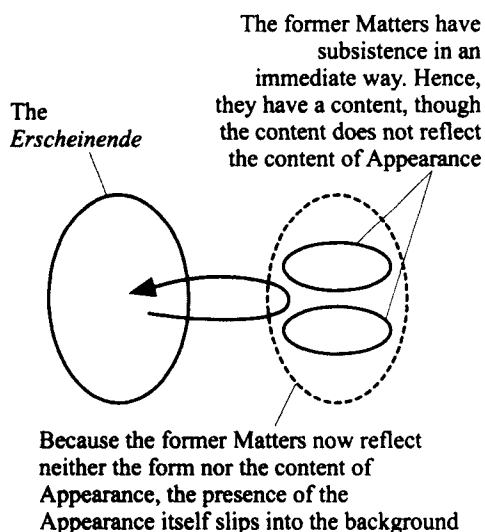 The former Matters have
subsistence in an
immediate way. Hence,
they have a content, though
the content does not reflect
the content of Appearance
The
Erscheinende
Because the former Matters now reflect
neither the form nor the content of
Appearance, the presence of the
Appearance itself slips into the background